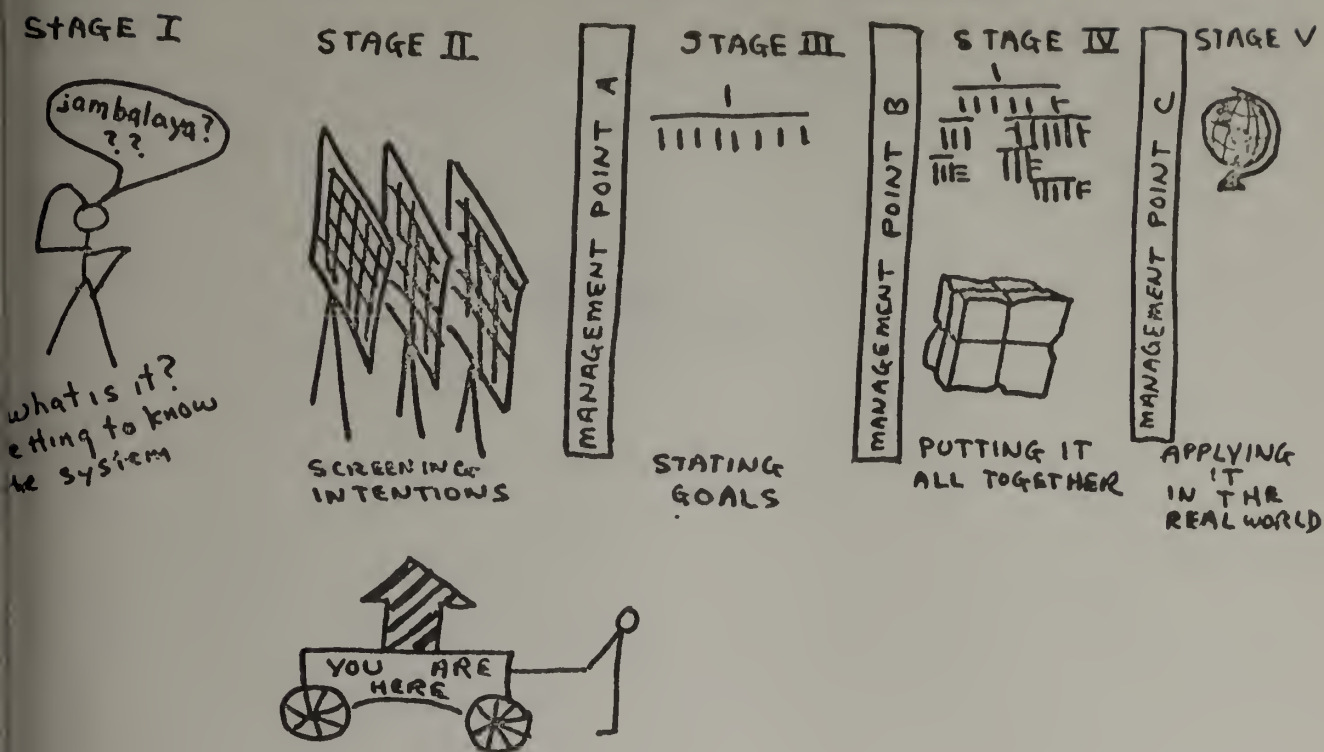 STAGE I
jambalaya?
? ?
what is it?
etting to know
he system
STAGE II
SCREENING
INTENTIONS
MANAGEMENT POINT A
STAGE III
STATING
GOALS
MANAGEMENT POINT B
STAGE IV
PUTTING IT
ALL TOGETHER
MANAGEMENT POINT C
STAGE V
APPLYING
IT
IN THE
REAL WORLD
YOU ARE
HERE